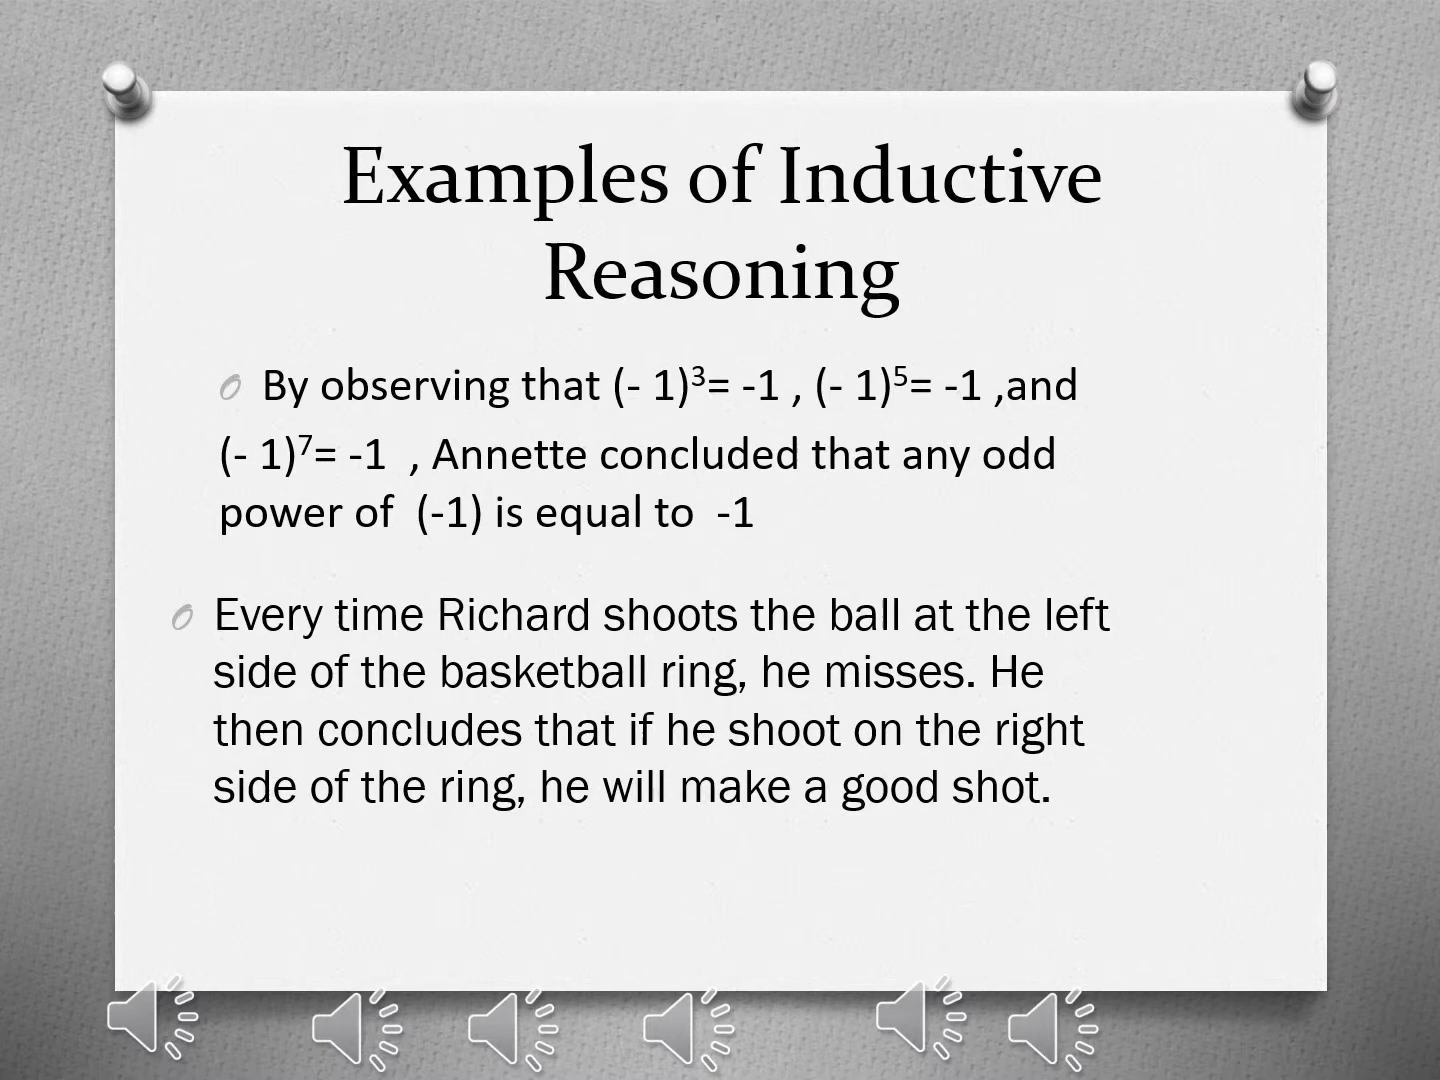 Examples of Inductive
Reasoning
By observing that (- 1)³= -1 , (- 1)⁵= -1 ,and
(- 1)⁷= -1  , Annette concluded that any odd
power of  (-1) is equal to  -1
Every time Richard shoots the ball at the left
side of the basketball ring, he misses. He
then concludes that if he shoot on the right
side of the ring, he will make a good shot.